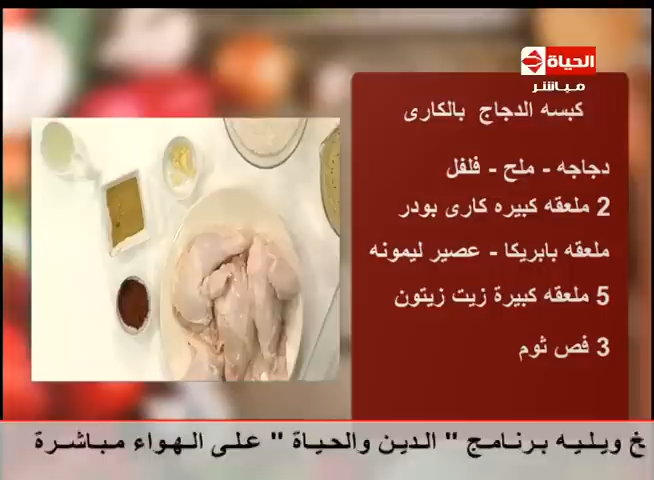 الحياة
مباشر
كبسه الدجاج بالكارى
دجاجه - ملح - فلفل
2 ملعقه كبيره كارى بودر
ملعقه بابريكا - عصير ليمونه
5 ملعقه كبيرة زيت زيتون
3 فص ثوم
خ ويليه برنامج " الدين والحياة " على الهواء مباشرة